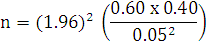 n = (1.96)² (0.60 x 0.40 / 0.05²)